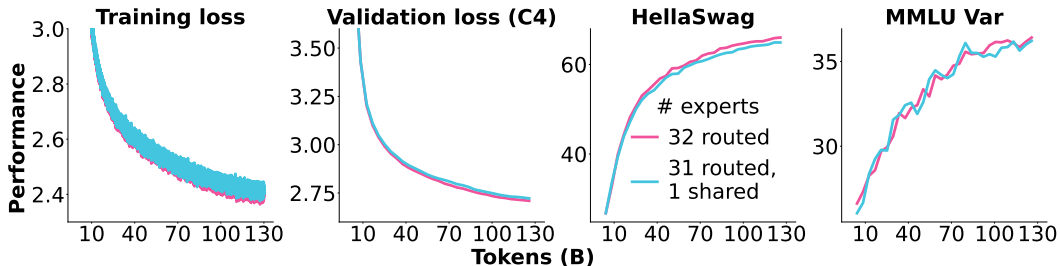 Training loss
Validation loss (C4)
HellaSwag
MMLU Var
Performance
3.0
2.8
2.6
2.4
10 40 70 100 130
3.50
3.25
3.00
2.75
10 40 70 100 130
60
40
10 40 70 100 130
# experts
32 routed
31 routed,
1 shared
35
30
10 40 70 100 130
Tokens (B)